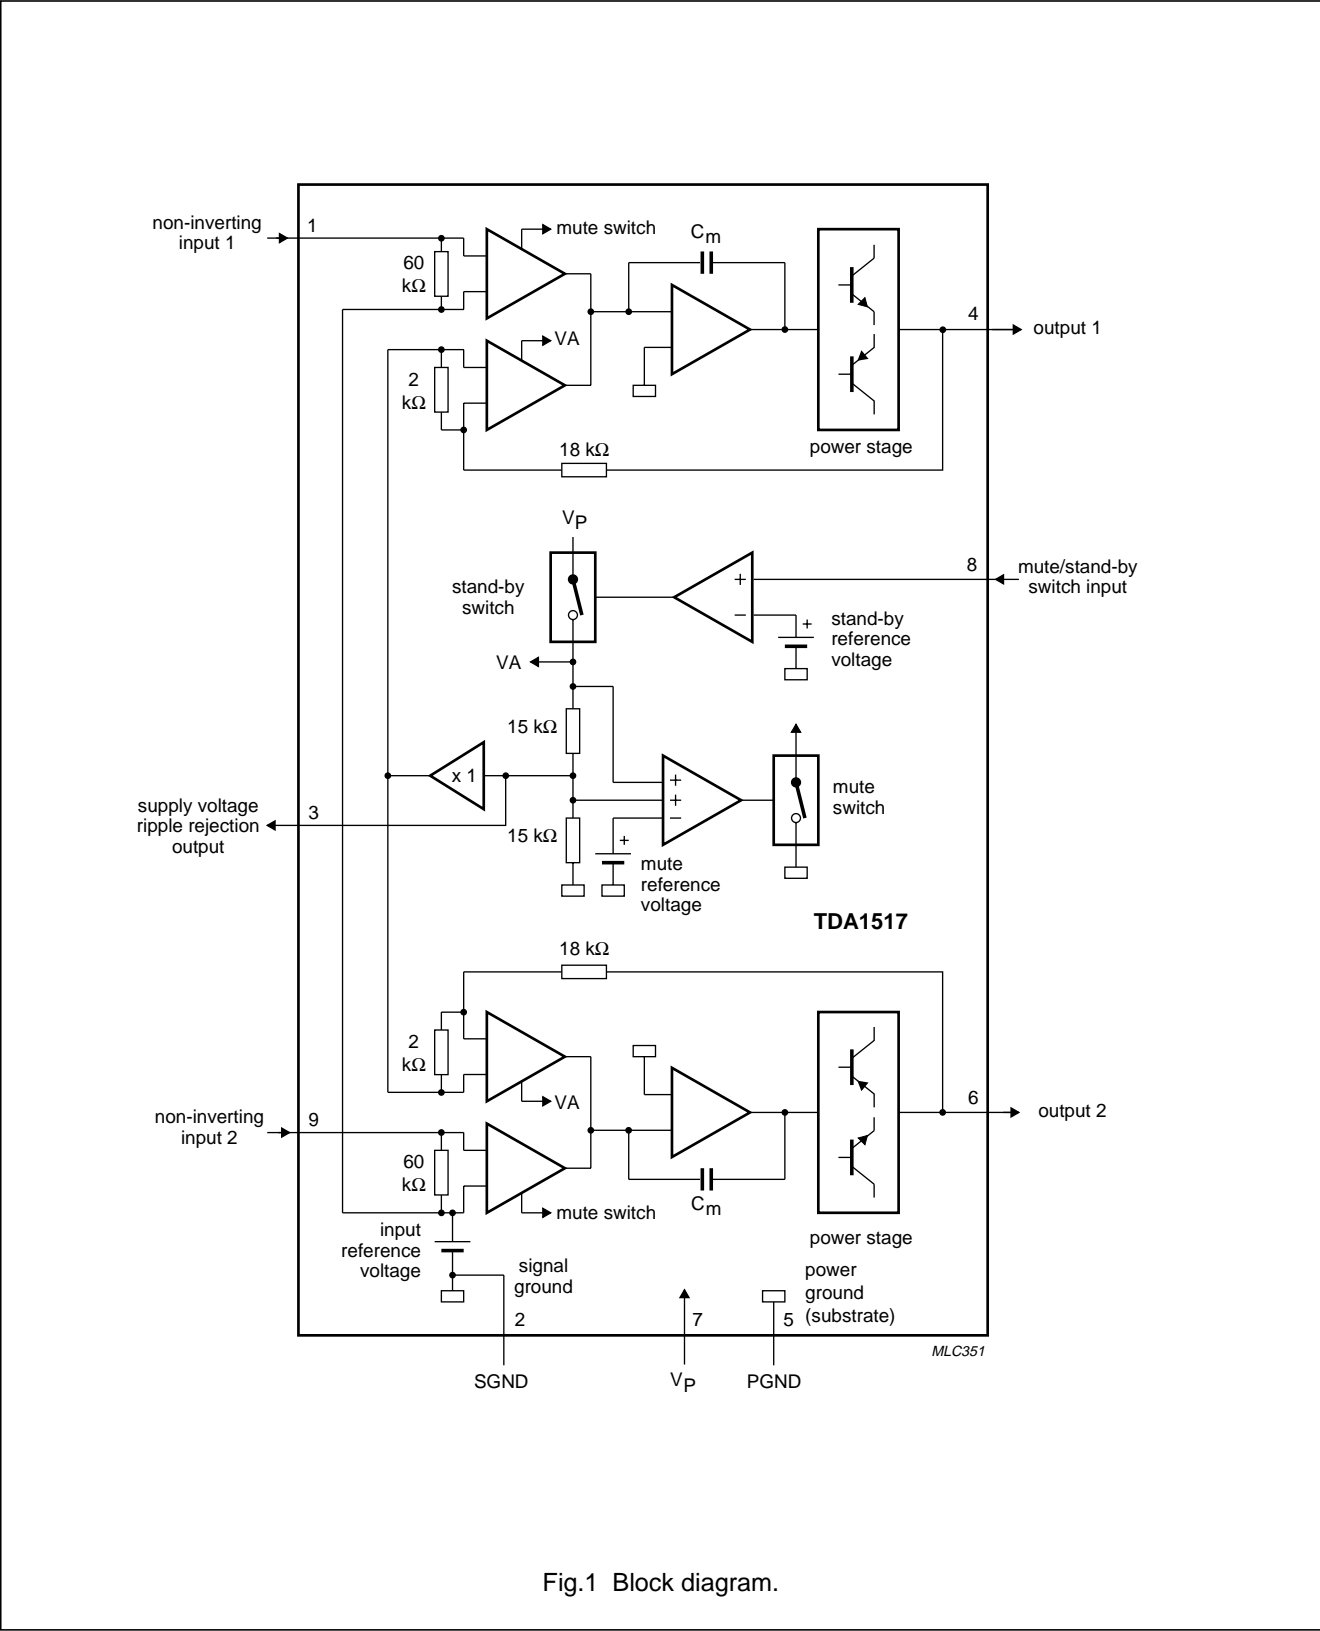 non-inverting
input 1
1
60
kΩ
mute switch
Cm
4
output 1
VA
2
kΩ
power stage
18 kΩ
VP
8
mute/stand-by
switch input
stand-by
switch
+
−
+
stand-by
reference
voltage
VA
15 kΩ
x 1
+
+
−
mute
switch
supply voltage
ripple rejection
output
3
15 kΩ
+
mute
reference
voltage
TDA1517
18 kΩ
2
kΩ
VA
6
output 2
non-inverting
input 2
9
60
kΩ
Cm
mute switch
input
reference
voltage
power stage
signal
ground
power
ground
(substrate)
2
7
5
MLC351
SGND
VP
PGND
Fig.1 Block diagram.